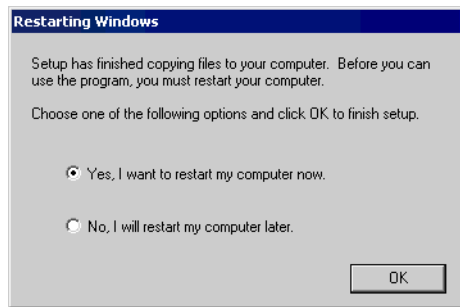 Restarting Windows
Setup has finished copying files to your computer.  Before you can
use the program, you must restart your computer.
Choose one of the following options and click OK to finish setup.
Yes, I want to restart my computer now.
No, I will restart my computer later.
OK